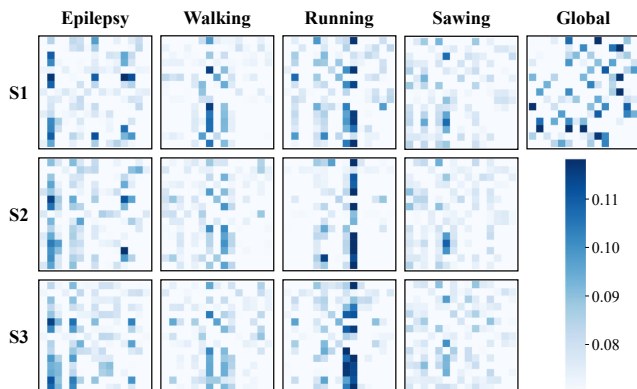 Epilepsy Walking Running Sawing Global
S1
S2
0.11
0.10
S3
0.09
0.08